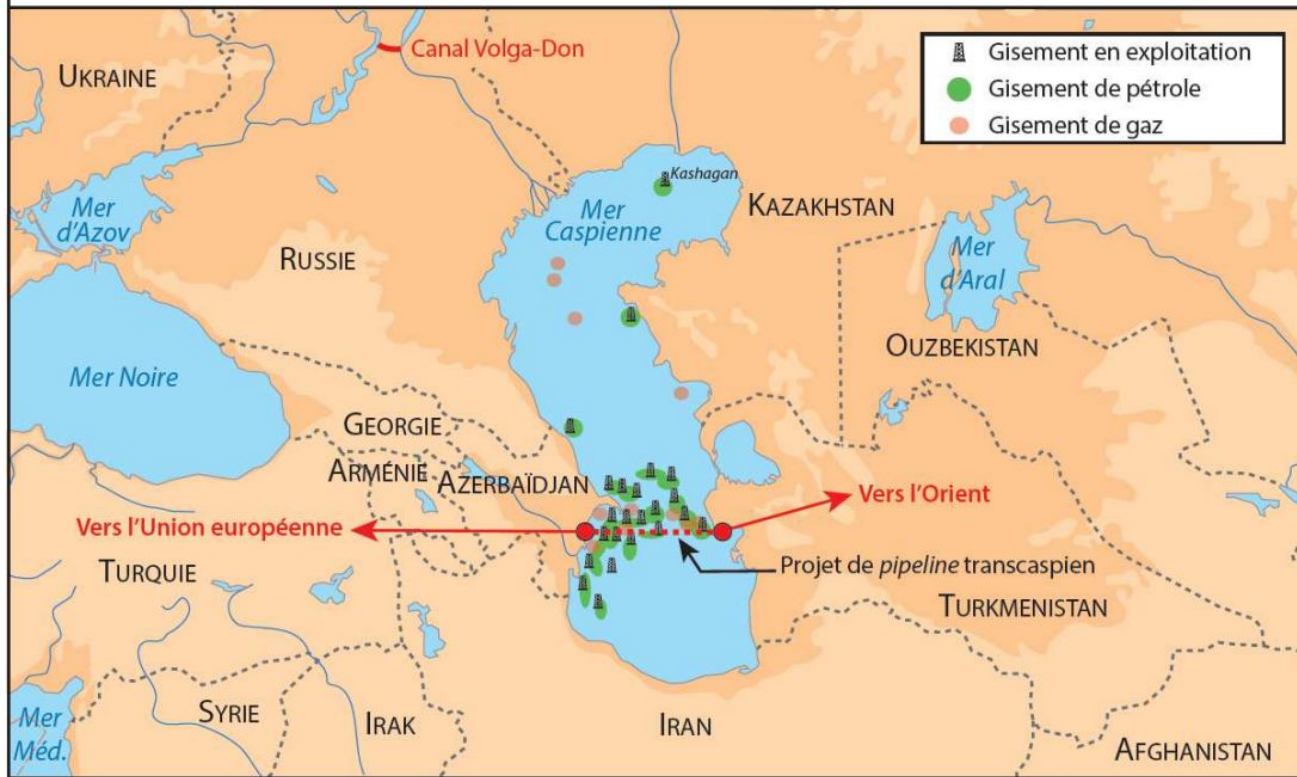 Canal Volga-Don
UKRAINE
Gisement en exploitation
Gisement de pétrole
Gisement de gaz
Kashagan
Mer
d'Azov
Mer
Caspienne
KAZAKHSTAN
RUSSIE
Mer
d'Aral
OUZBEKISTAN
Mer Noire
GEORGIE
ARMÉNIE
AZERBAÏDJAN
Vers l'Orient
Vers l'Union européenne
Projet de pipeline transcaspien
TURQUIE
TURKMENISTAN
SYRIE
IRAK
IRAN
Mer
Méd.
AFGHANISTAN